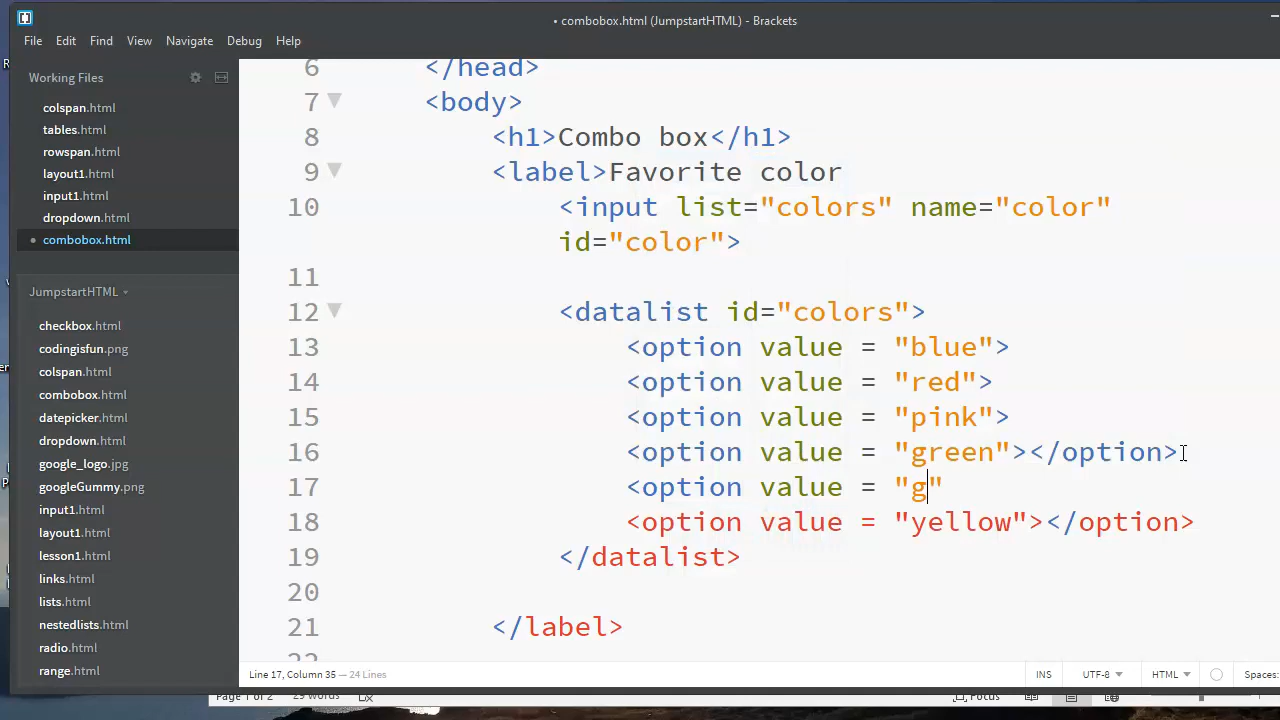 • combobox.html (JumpstartHTML) - Brackets
File Edit Find View Navigate Debug Help
Working Files
colspan.html
tables.html
rowspan.html
layout1.html
input1.html
dropdown.html
• combobox.html
JumpstartHTML
checkbox.html
codingisfun.png
colspan.html
combobox.html
datepicker.html
dropdown.html
google_logo.jpg
googleGummy.png
input1.html
layout1.html
lesson1.html
links.html
lists.html
nestedlists.html
radio.html
range.html
6 </head>
7 <body>
8 <h1>Combo box</h1>
9 <label>Favorite color
10 <input list="colors" name="color"
id="color">
11
12 <datalist id="colors">
13 <option value = "blue">
14 <option value = "red">
15 <option value = "pink">
16 <option value = "green"></option>
17 <option value = "g"
18 <option value = "yellow"></option>
19 </datalist>
20
21 </label>
Line 17, Column 35 — 24 Lines
INS UTF-8 HTML Spaces:
Page 1 of 2 29 words Focus